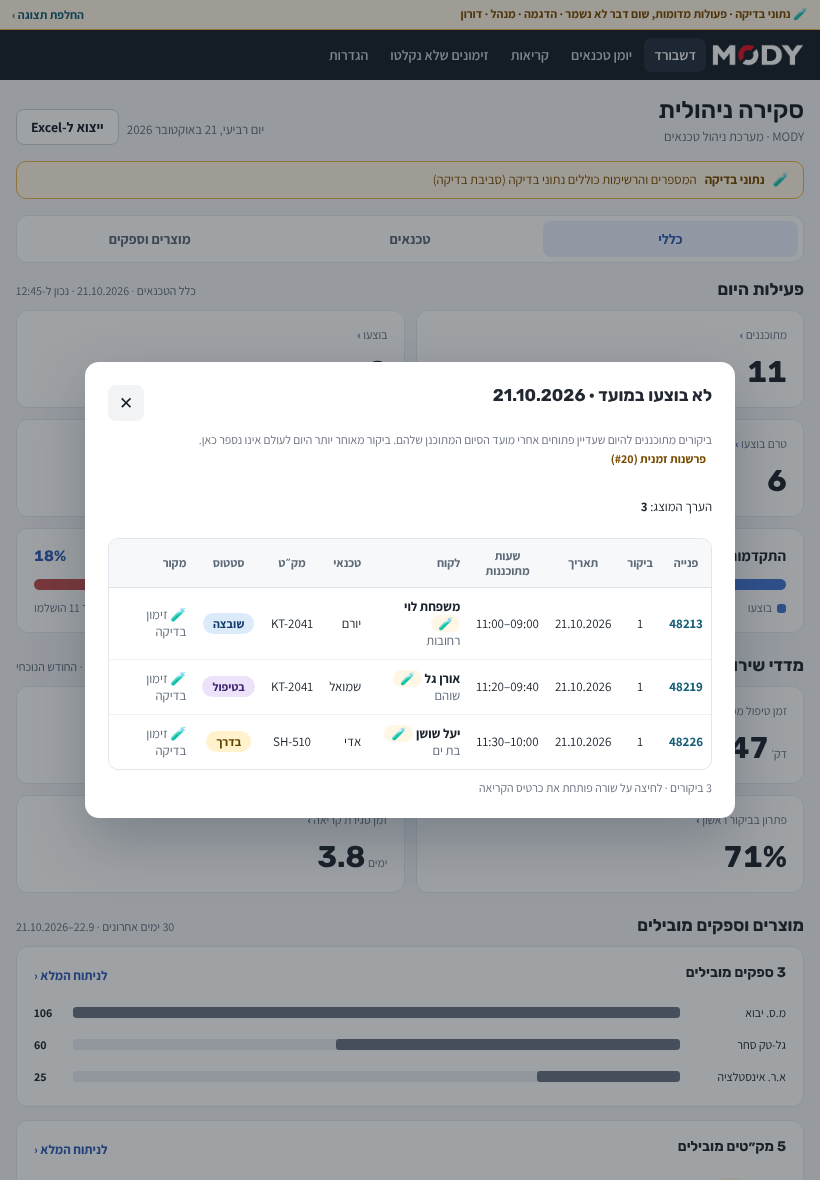 🧪 נתוני בדיקה · פעולות מדומות, שום דבר לא נשמר · הדגמה · מנהל · דורון
החלפת תצוגה ›
MODY
דשבורד
יומן טכנאים
קריאות
זימונים שלא נקלטו
הגדרות
סקירה ניהולית
MODY · מערכת ניהול טכנאים
יום רביעי, 21 באוקטובר 2026
ייצוא ל-Excel
🧪 נתוני בדיקה המספרים והרשימות כוללים נתוני בדיקה (סביבת בדיקה)
כללי
טכנאים
מוצרים וספקים
פעילות היום
כלל הטכנאים · 21.10.2026 · נכון ל-12:45
מתוכננים ›
11
בוצעו ›
טרם בוצעו ›
6
התקדמות
בוצעו
18%
11 הושלמו
לא בוצעו במועד · 21.10.2026
✕
ביקורים מתוכננים להיום שעדיין פתוחים אחרי מועד הסיום המתוכנן שלהם. ביקור מאוחר יותר היום לעולם אינו נספר כאן.
פרשנות זמנית (#20)
הערך המוצג: 3
פנייה ביקור תאריך שעות מתוכננות לקוח טכנאי מק״ט סטטוס מקור
48213 1 21.10.2026 09:00–11:00 משפחת לוי 🧪 רחובות יורם KT-2041 שובצה 🧪 זימון בדיקה
48219 1 21.10.2026 09:40–11:20 אורן גל 🧪 שוהם שמואל KT-2041 בטיפול 🧪 זימון בדיקה
48226 1 21.10.2026 10:00–11:30 יעל שושן 🧪 בת ים אדי SH-510 בדרך 🧪 זימון בדיקה
3 ביקורים · לחיצה על שורה פותחת את כרטיס הקריאה
מדדי שירות
· החודש הנוכחי
זמן טיפול
47 דק׳
פתרון בביקור ראשון ›
71%
זמן סגירת קריאה ›
3.8 ימים
מוצרים וספקים מובילים
30 ימים אחרונים · 22.9–21.10.2026
3 ספקים מובילים
לניתוח המלא ›
מ.ס. יבוא 106
גל-טק סחר 60
א.ר. אינסטלציה 25
5 מק״טים מובילים
לניתוח המלא ›